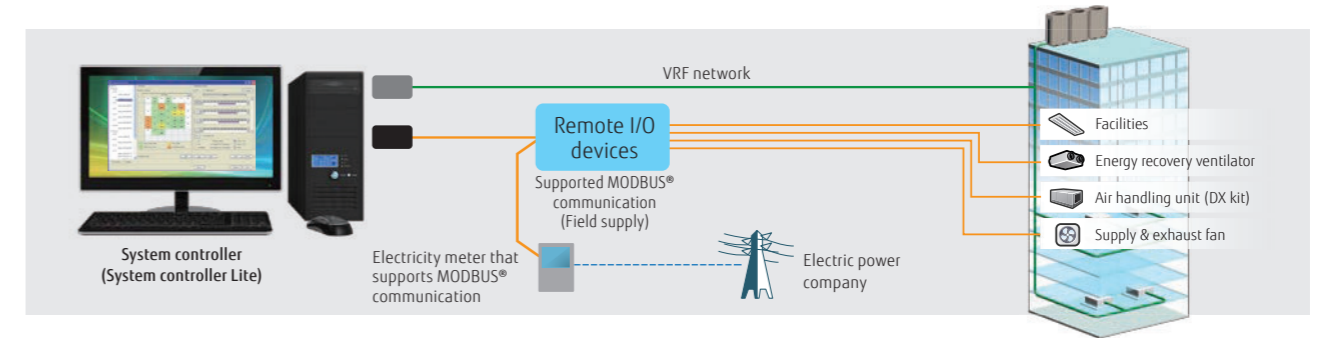 VRF network
Remote I/O
devices
Supported MODBUS®
communication
(Field supply)
Facilities
Energy recovery ventilator
Air handling unit (DX kit)
Supply & exhaust fan
System controller
(System controller Lite)
Electricity meter that
supports MODBUS®
communication
Electric power
company